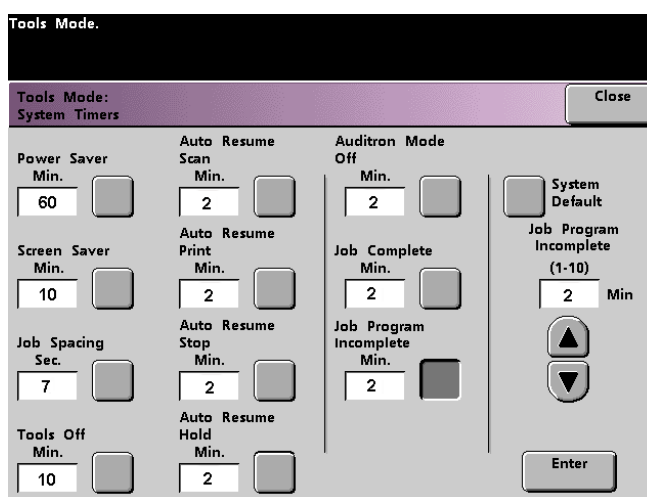 Tools Mode.
Tools Mode:
System Timers
Close
Power Saver
Min.
60
Screen Saver
Min.
10
Job Spacing
Sec.
7
Tools Off
Min.
10
Auto Resume
Scan
Min.
2
Auto Resume
Print
Min.
2
Auto Resume
Stop
Min.
2
Auto Resume
Hold
Min.
2
Auditron Mode
Off
Min.
2
Job Complete
Min.
2
Job Program
Incomplete
Min.
2
System
Default
Job Program
Incomplete
(1-10)
2 Min
Enter